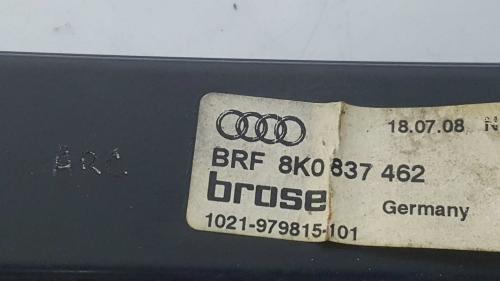 18.07.08 N
BRF 8K0 837 462
brose
Germany
1021-979815-101